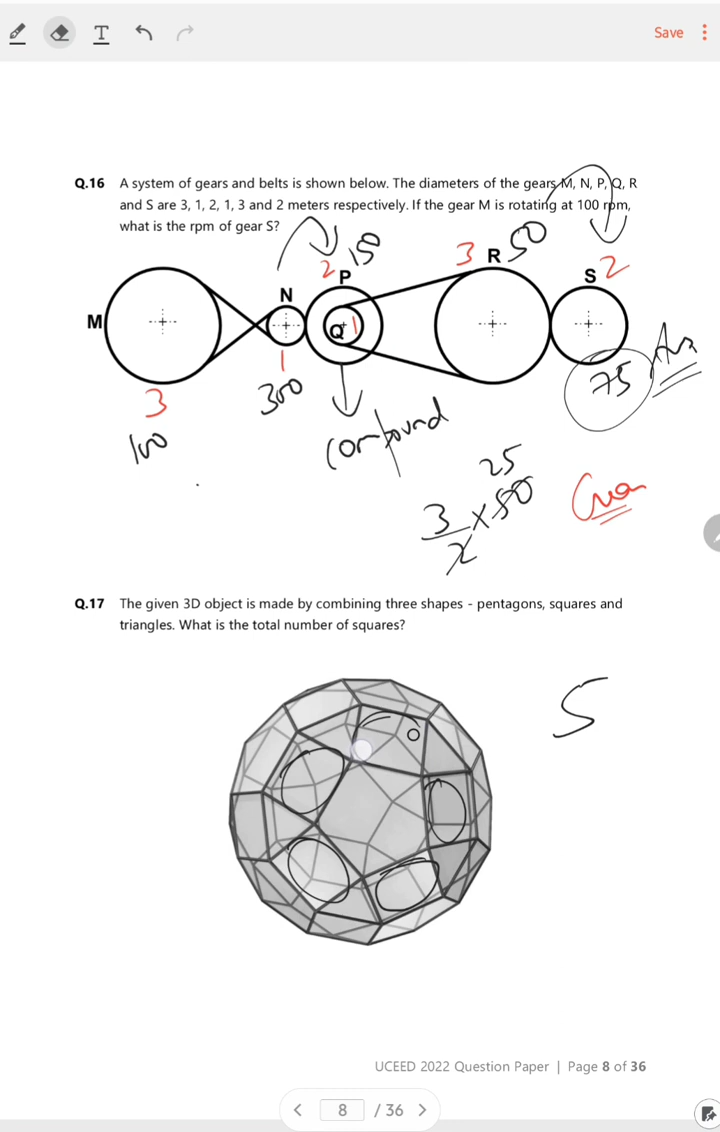 T
Save
Q.16 A system of gears and belts is shown below. The diameters of the gears M, N, P, Q, R
and S are 3, 1, 2, 1, 3 and 2 meters respectively. If the gear M is rotating at 100 rpm,
what is the rpm of gear S?
2 150 3 R 50
P S 2
N
M Q 1
1 75 Ans
3 300
100 compound
25
3/2 x 50
Q.17 The given 3D object is made by combining three shapes - pentagons, squares and
triangles. What is the total number of squares?
5
UCEED 2022 Question Paper | Page 8 of 36
8 / 36